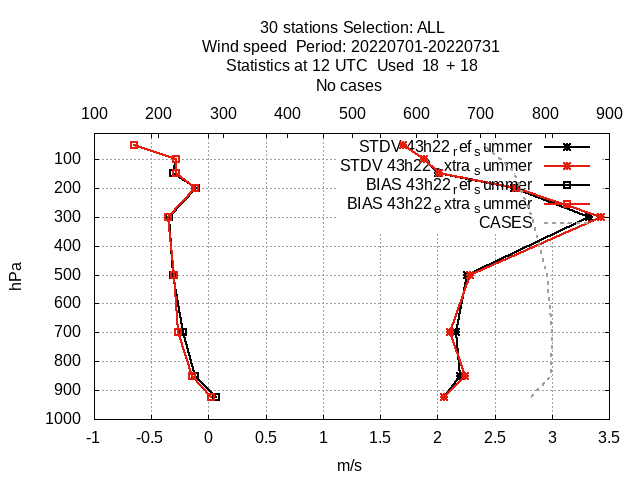 30 stations Selection: ALL
Wind speed  Period: 20220701-20220731
Statistics at 12 UTC  Used  18  + 18
No cases
100 200 300 400 500 600 700 800 900
STDV 43h22_ref_summer
STDV 43h22_extra_summer
BIAS 43h22_ref_summer
BIAS 43h22_extra_summer
CASES
hPa
100
200
300
400
500
600
700
800
900
1000
-1 -0.5 0 0.5 1 1.5 2 2.5 3 3.5
m/s